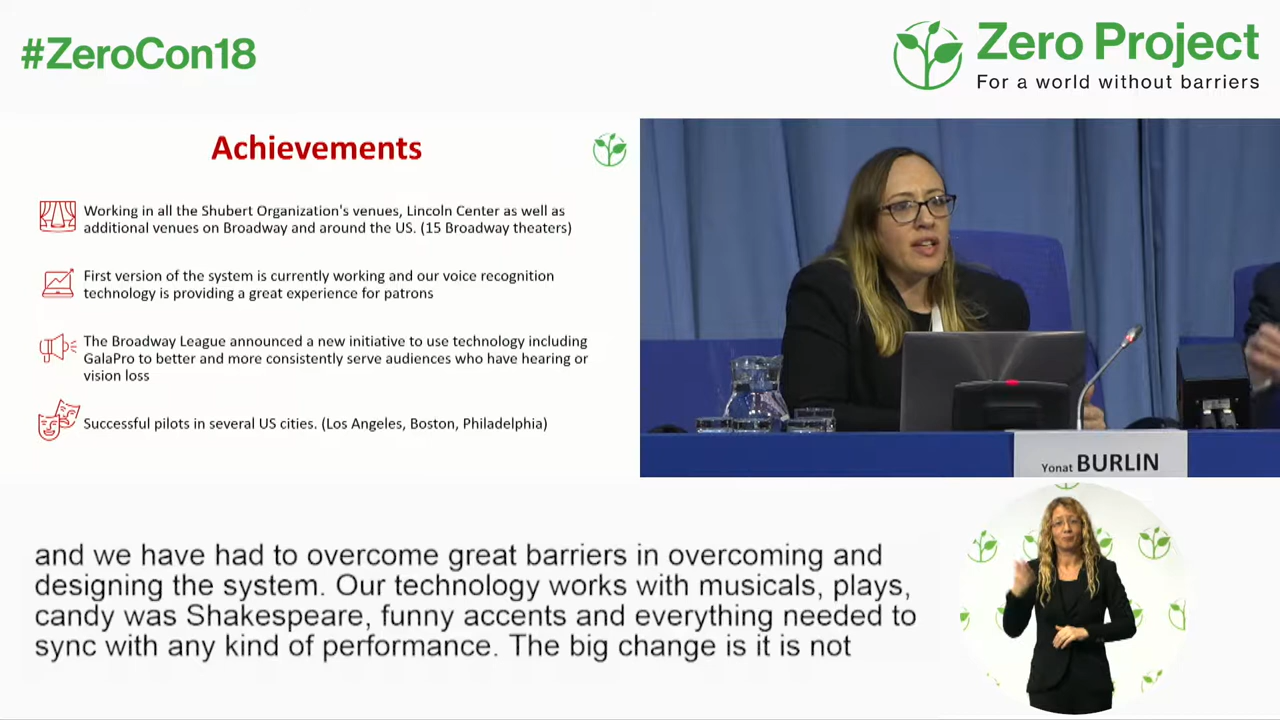 #ZeroCon18
Zero Project
For a world without barriers
Achievements
Working in all the Shubert Organization's venues, Lincoln Center as well as
additional venues on Broadway and around the US. (15 Broadway theaters)
First version of the system is currently working and our voice recognition
technology is providing a great experience for patrons
The Broadway League announced a new initiative to use technology including
GalaPro to better and more consistently serve audiences who have hearing or
vision loss
Successful pilots in several US cities. (Los Angeles, Boston, Philadelphia)
Yonat BURLIN
and we have had to overcome great barriers in overcoming and
designing the system. Our technology works with musicals, plays,
candy was Shakespeare, funny accents and everything needed to
sync with any kind of performance. The big change is it is not